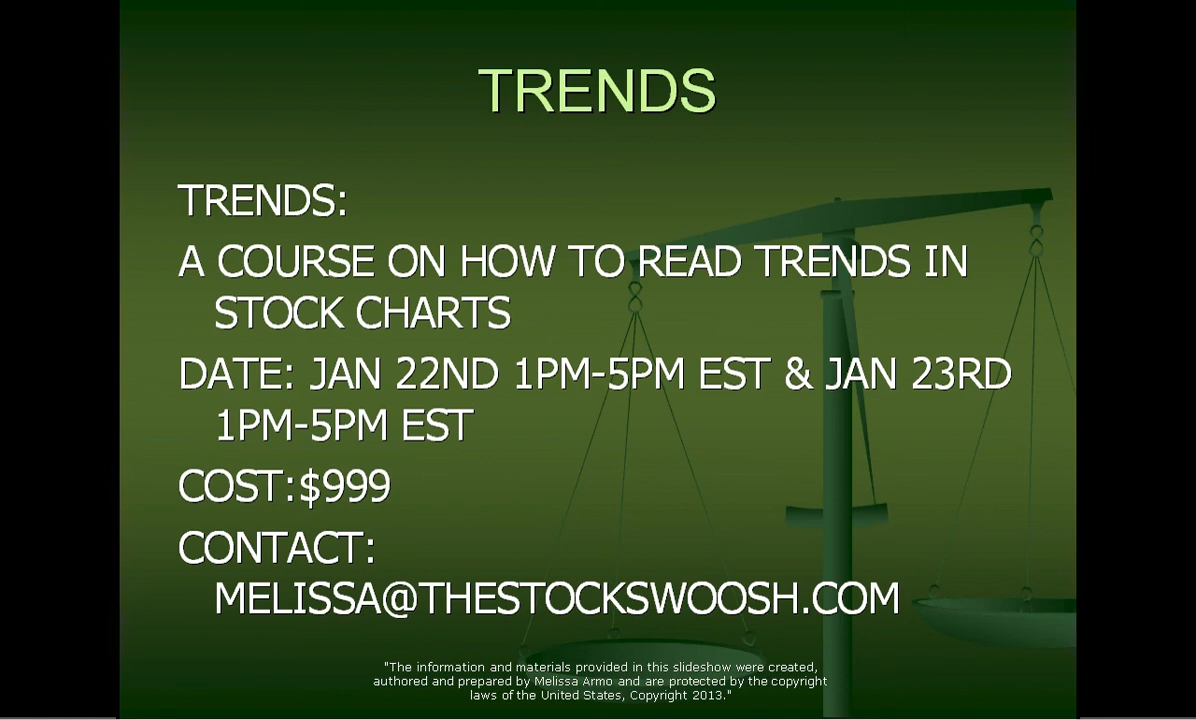 TRENDS
TRENDS:
A COURSE ON HOW TO READ TRENDS IN
STOCK CHARTS
DATE: JAN 22ND 1PM-5PM EST & JAN 23RD
1PM-5PM EST
COST:$999
CONTACT:
MELISSA@THESTOCKSWOOSH.COM
"The information and materials provided in this slideshow were created,
authored and prepared by Melissa Armo and are protected by the copyright
laws of the United States, Copyright 2013."